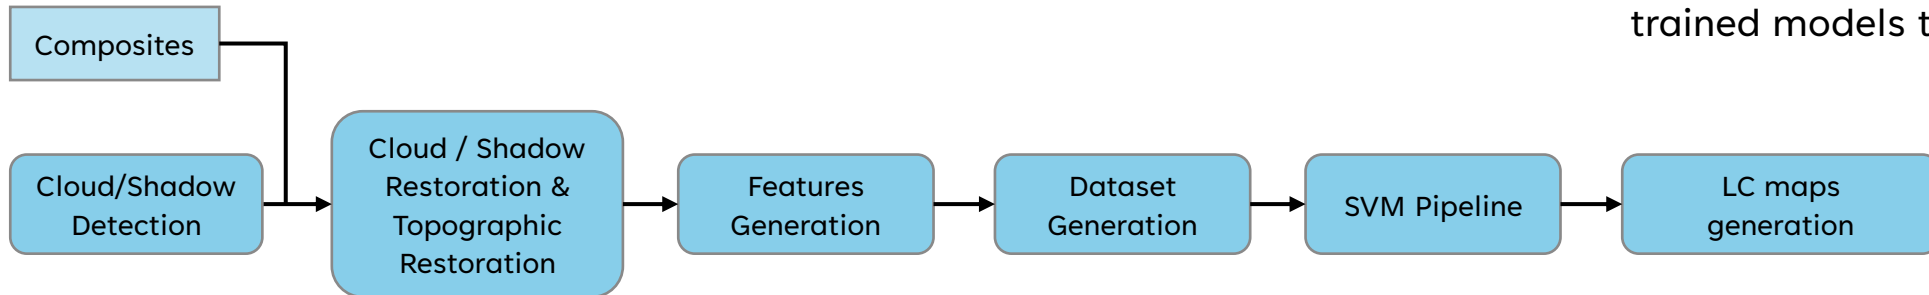 trained models t
Composites
Cloud/Shadow
Detection
Cloud / Shadow
Restoration &
Topographic
Restoration
Features
Generation
Dataset
Generation
SVM Pipeline
LC maps
generation